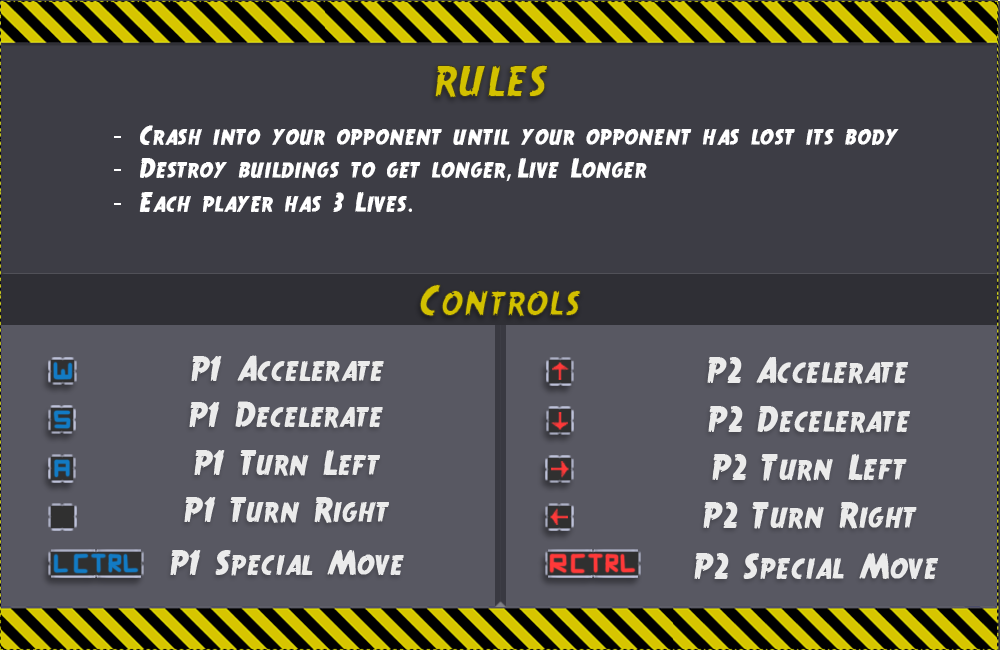 RULES
- Crash into your opponent until your opponent has lost its body
- Destroy buildings to get longer, Live Longer
- Each player has 3 Lives.
Controls
W P1 Accelerate
S P1 Decelerate
A P1 Turn Left
P1 Turn Right
LCTRL P1 Special Move
↑ P2 Accelerate
↓ P2 Decelerate
→ P2 Turn Left
← P2 Turn Right
RCTRL P2 Special Move